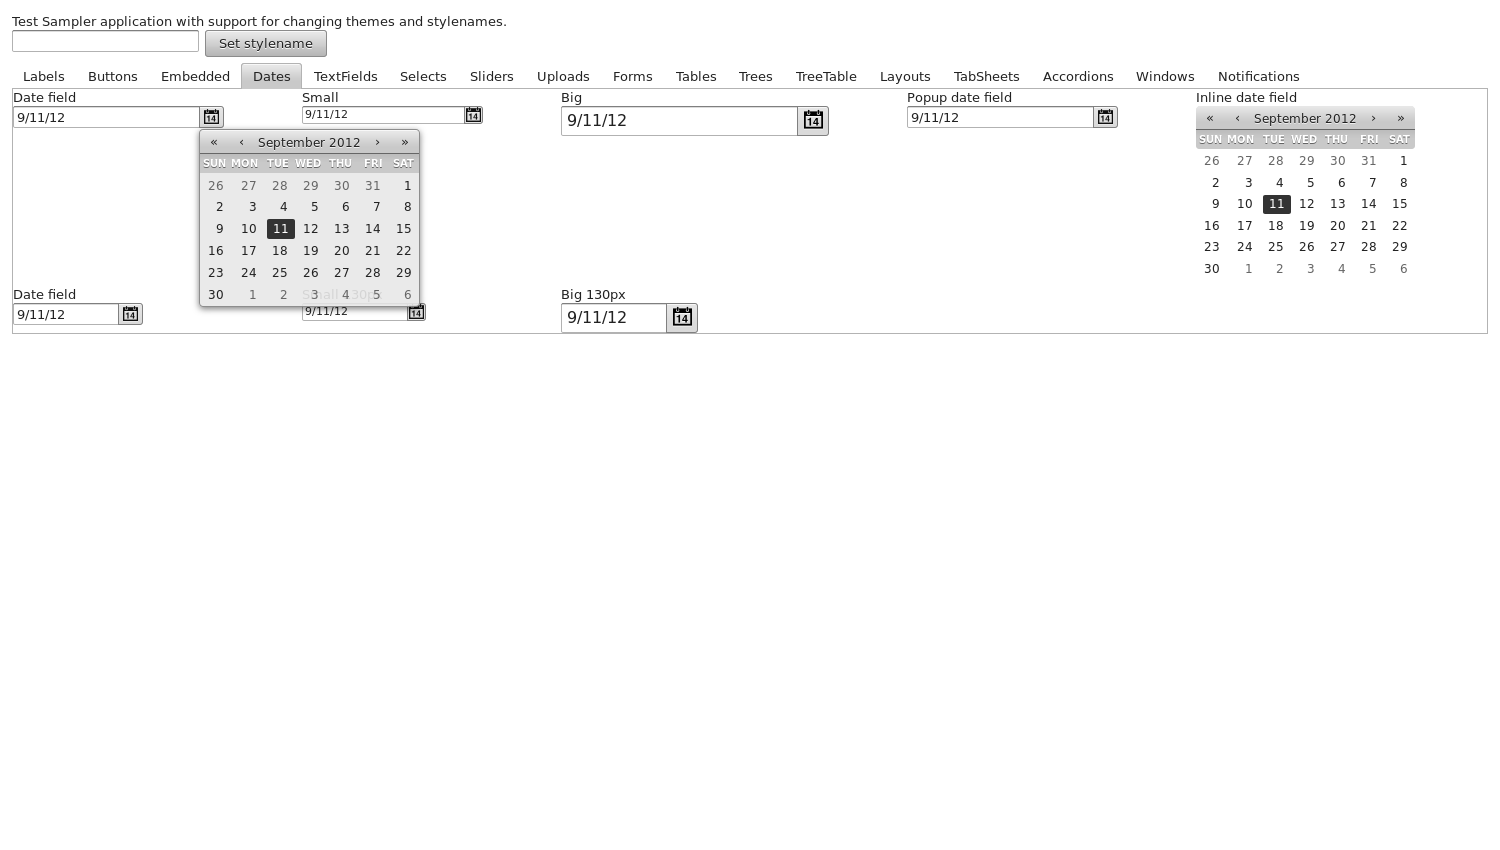 Test Sampler application with support for changing themes and stylenames.
Set stylename
Labels Buttons Embedded Dates TextFields Selects Sliders Uploads Forms Tables Trees TreeTable Layouts TabSheets Accordions Windows Notifications
Date field Small Big Popup date field Inline date field
9/11/12 14 9/11/12 14 9/11/12 14 9/11/12 14
« ‹ September 2012 › »
SUN MON TUE WED THU FRI SAT
26 27 28 29 30 31 1
2 3 4 5 6 7 8
9 10 11 12 13 14 15
16 17 18 19 20 21 22
23 24 25 26 27 28 29
30 1 2 3 4 5 6
« ‹ September 2012 › »
SUN MON TUE WED THU FRI SAT
26 27 28 29 30 31 1
2 3 4 5 6 7 8
9 10 11 12 13 14 15
16 17 18 19 20 21 22
23 24 25 26 27 28 29
30 1 2 3 4 5 6
Date field Small 130px Big 130px
9/11/12 14 9/11/12 14 9/11/12 14